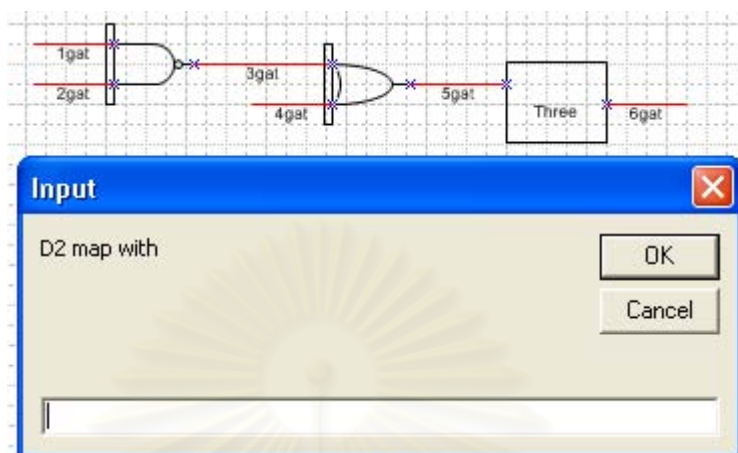 1gat
2gat
3gat
4gat
5gat
Three
6gat
Input
D2 map with
OK
Cancel